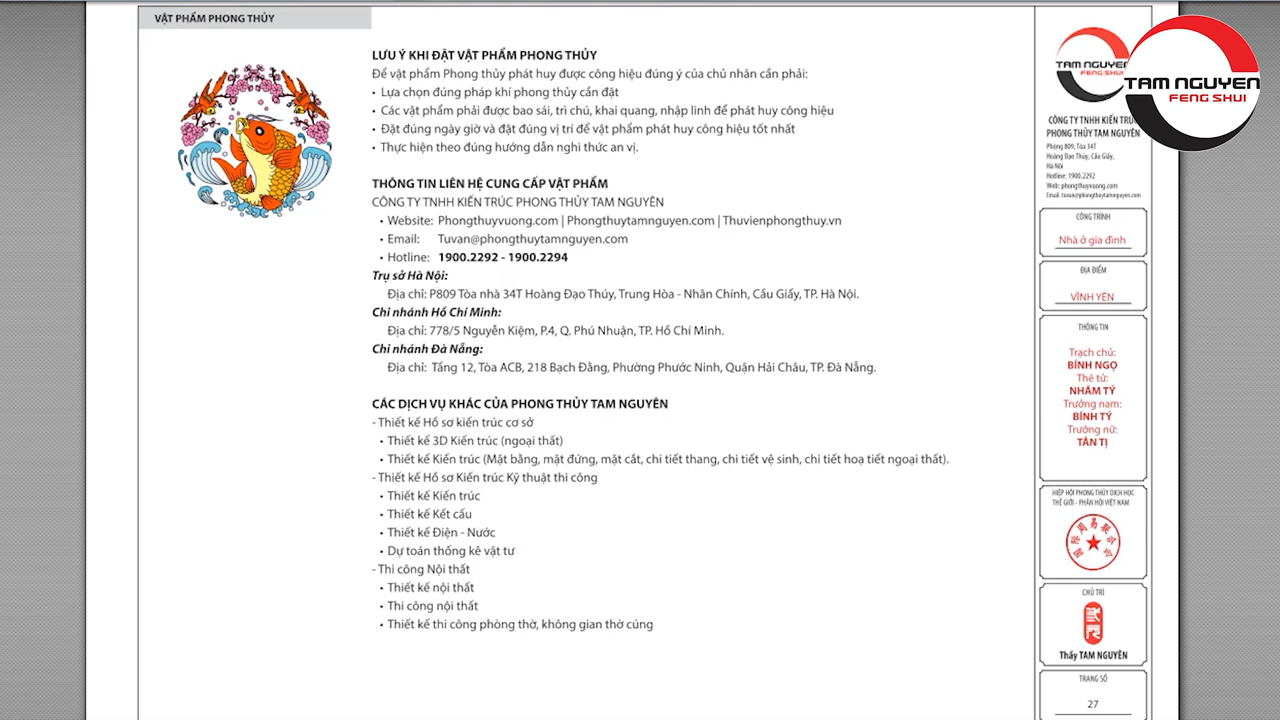 VẬT PHẨM PHONG THỦY
LƯU Ý KHI ĐẶT VẬT PHẨM PHONG THỦY
Để vật phẩm Phong thủy phát huy được công hiệu đúng ý của chủ nhân cần phải:
• Lựa chọn đúng pháp khí phong thủy cần đặt
• Các vật phẩm phải được bao sái, trì chú, khai quang, nhập linh để phát huy công hiệu
• Đặt đúng ngày giờ và đặt đúng vị trí để vật phẩm phát huy công hiệu tốt nhất
• Thực hiện theo đúng hướng dẫn nghi thức an vị.
THÔNG TIN LIÊN HỆ CUNG CẤP VẬT PHẨM
CÔNG TY TNHH KIẾN TRÚC PHONG THỦY TAM NGUYÊN
• Website: Phongthuyvuong.com | Phongthuytamnguyen.com | Thuvienphongthuy.vn
• Email: Tuvan@phongthuytamnguyen.com
• Hotline: 1900.2292 - 1900.2294
Trụ sở Hà Nội:
Địa chỉ: P809 Tòa nhà 34T Hoàng Đạo Thúy, Trung Hòa - Nhân Chính, Cầu Giấy, TP. Hà Nội.
Chi nhánh Hồ Chí Minh:
Địa chỉ: 778/5 Nguyễn Kiệm, P.4, Q. Phú Nhuận, TP. Hồ Chí Minh.
Chi nhánh Đà Nẵng:
Địa chỉ: Tầng 12, Tòa ACB, 218 Bạch Đằng, Phường Phước Ninh, Quận Hải Châu, TP. Đà Nẵng.
CÁC DỊCH VỤ KHÁC CỦA PHONG THỦY TAM NGUYÊN
- Thiết kế Hồ sơ kiến trúc cơ sở
• Thiết kế 3D Kiến trúc (ngoại thất)
• Thiết kế Kiến trúc (Mặt bằng, mặt đứng, mặt cắt, chi tiết thang, chi tiết vệ sinh, chi tiết hoạ tiết ngoại thất).
- Thiết kế Hồ sơ Kiến trúc Kỹ thuật thi công
• Thiết kế Kiến trúc
• Thiết kế Kết cấu
• Thiết kế Điện - Nước
• Dự toán thống kê vật tư
- Thi công Nội thất
• Thiết kế nội thất
• Thi công nội thất
• Thiết kế thi công phòng thờ, không gian thờ cúng
TAM NGUYEN
FENG SHUI
TAM NGUYEN
FENG SHUI
CÔNG TY TNHH KIẾN TRÚC
PHONG THỦY TAM NGUYÊN
Phòng 809, Tòa 34T
Hoàng Đạo Thúy, Cầu Giấy,
Hà Nội
Hotline: 1900.2292
Web: phongthuyvuong.com
Email: tuvan@phongthuytamnguyen.com
CÔNG TRÌNH
Nhà ở gia đình
ĐỊA ĐIỂM
VĨNH YÊN
THÔNG TIN
Trạch chủ:
BÍNH NGỌ
Thê tử:
NHÂM TÝ
Trưởng nam:
BÍNH TÝ
Trưởng nữ:
TÂN TỊ
HIỆP HỘI PHONG THỦY DỊCH HỌC
THẾ GIỚI - PHÂN HỘI VIỆT NAM
国际周易联合会
CHỦ TRÌ
Thầy TAM NGUYÊN
TRANG SỐ
27